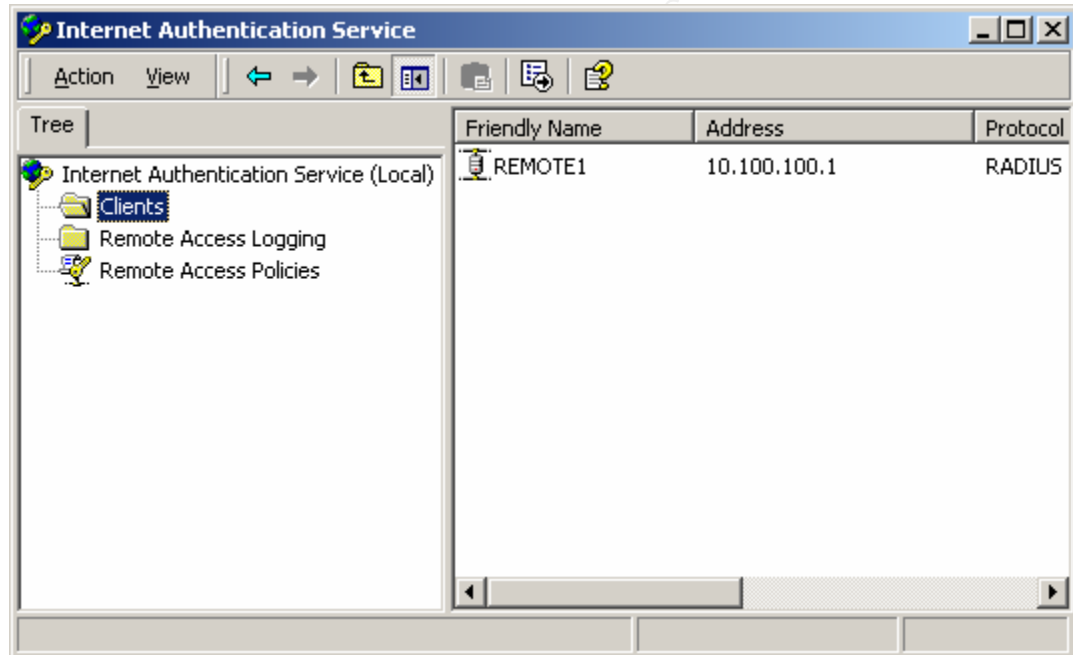 Internet Authentication Service
Action View
Tree
Internet Authentication Service (Local)
Clients
Remote Access Logging
Remote Access Policies
Friendly Name Address Protocol
REMOTE1 10.100.100.1 RADIUS